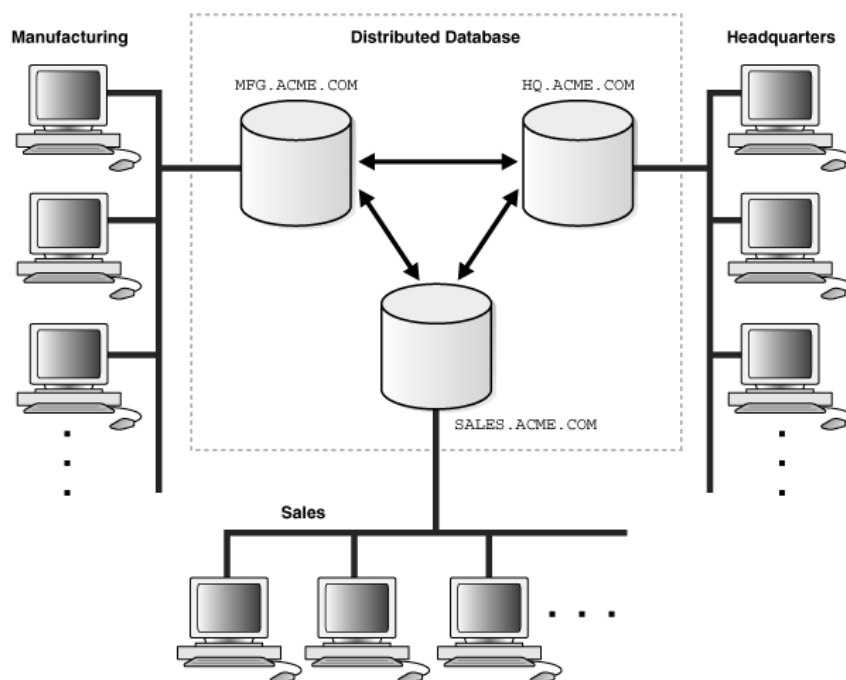 Manufacturing
Distributed Database
Headquarters
MFG.ACME.COM
HQ.ACME.COM
SALES.ACME.COM
Sales